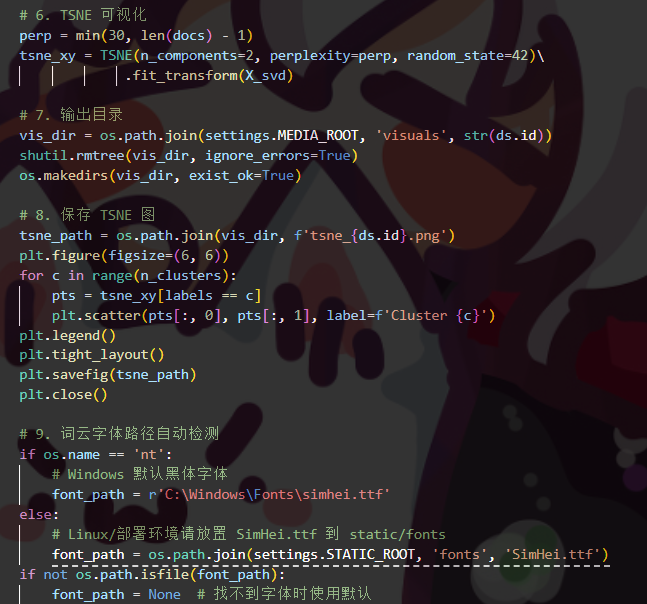 # 6. TSNE 可视化
perp = min(30, len(docs) - 1)
tsne_xy = TSNE(n_components=2, perplexity=perp, random_state=42)\
            .fit_transform(X_svd)

# 7. 输出目录
vis_dir = os.path.join(settings.MEDIA_ROOT, 'visuals', str(ds.id))
shutil.rmtree(vis_dir, ignore_errors=True)
os.makedirs(vis_dir, exist_ok=True)

# 8. 保存 TSNE 图
tsne_path = os.path.join(vis_dir, f'tsne_{ds.id}.png')
plt.figure(figsize=(6, 6))
for c in range(n_clusters):
    pts = tsne_xy[labels == c]
    plt.scatter(pts[:, 0], pts[:, 1], label=f'Cluster {c}')
plt.legend()
plt.tight_layout()
plt.savefig(tsne_path)
plt.close()

# 9. 词云字体路径自动检测
if os.name == 'nt':
    # Windows 默认黑体字体
    font_path = r'C:\Windows\Fonts\simhei.ttf'
else:
    # Linux/部署环境请放置 SimHei.ttf 到 static/fonts
    font_path = os.path.join(settings.STATIC_ROOT, 'fonts', 'SimHei.ttf')
if not os.path.isfile(font_path):
    font_path = None  # 找不到字体时使用默认